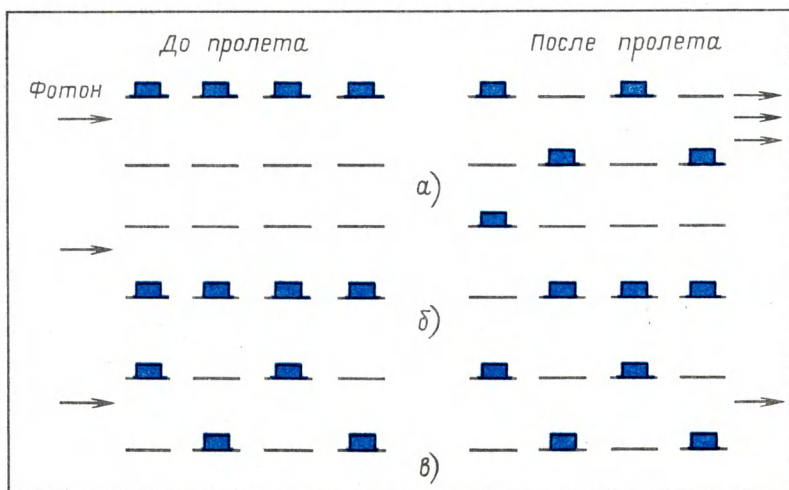 До пролета
После пролета
Фотон
а)
б)
в)